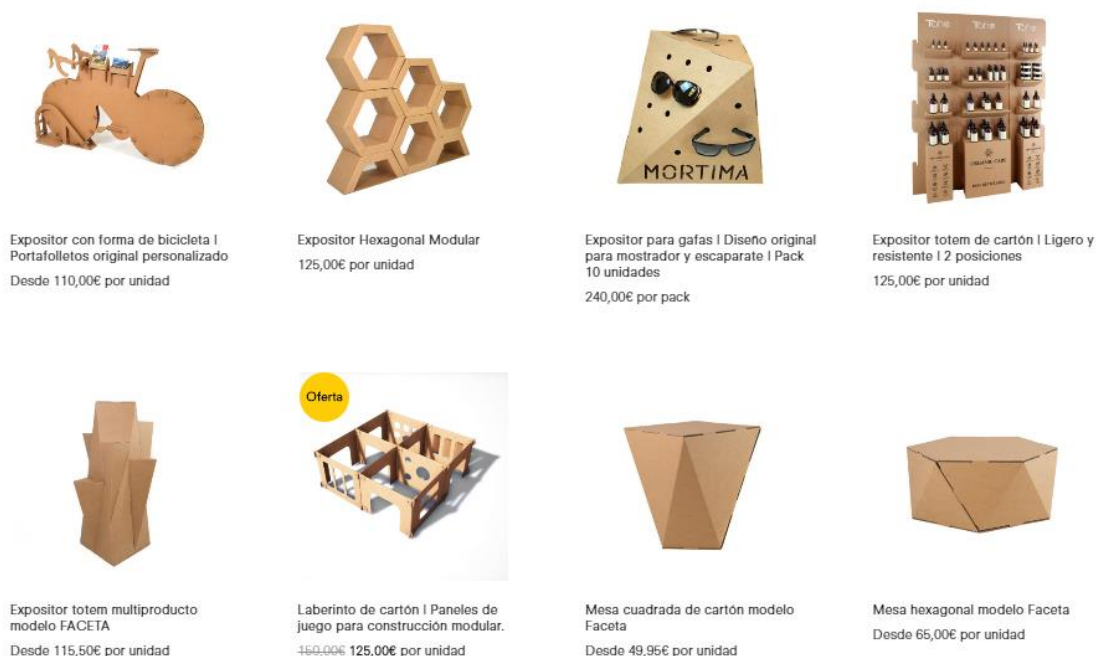 MORTIMA
Expositor con forma de bicicleta |
Portafolletos original personalizado
Desde 110,00€ por unidad
Expositor Hexagonal Modular
125,00€ por unidad
Expositor para gafas | Diseño original
para mostrador y escaparate | Pack
10 unidades
240,00€ por pack
Expositor totem de cartón | Ligero y
resistente | 2 posiciones
125,00€ por unidad
Oferta
Expositor totem multiproducto
modelo FACETA
Desde 115,50€ por unidad
Laberinto de cartón | Paneles de
juego para construcción modular.
150,00€ 125,00€ por unidad
Mesa cuadrada de cartón modelo
Faceta
Desde 49,95€ por unidad
Mesa hexagonal modelo Faceta
Desde 65,00€ por unidad